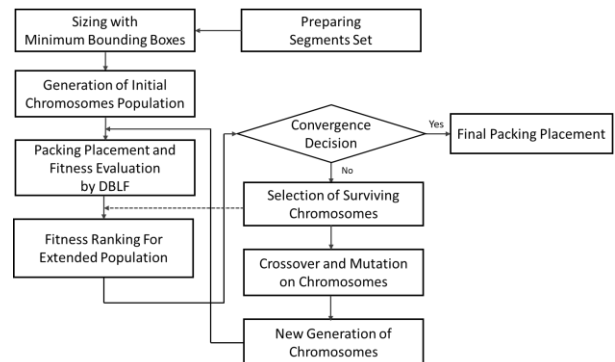 Sizing with
Minimum Bounding Boxes
Preparing
Segments Set
Generation of Initial
Chromosomes Population
Convergence
Decision
Yes
Final Packing Placement
Packing Placement and
Fitness Evaluation
by DBLF
No
Selection of Surviving
Chromosomes
Fitness Ranking For
Extended Population
Crossover and Mutation
on Chromosomes
New Generation of
Chromosomes